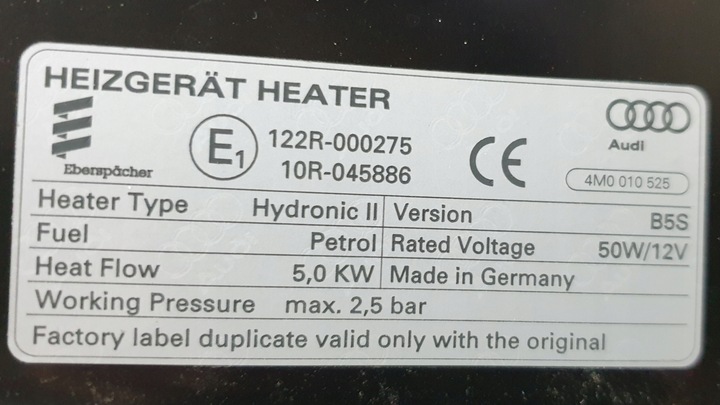 HEIZGERÄT HEATER
Eberspächer
E1
122R-000275
10R-045886
CE
Audi
4M0 010 525
Heater Type Hydronic II Version B5S
Fuel Petrol Rated Voltage 50W/12V
Heat Flow 5,0 KW Made in Germany
Working Pressure max. 2,5 bar
Factory label duplicate valid only with the original